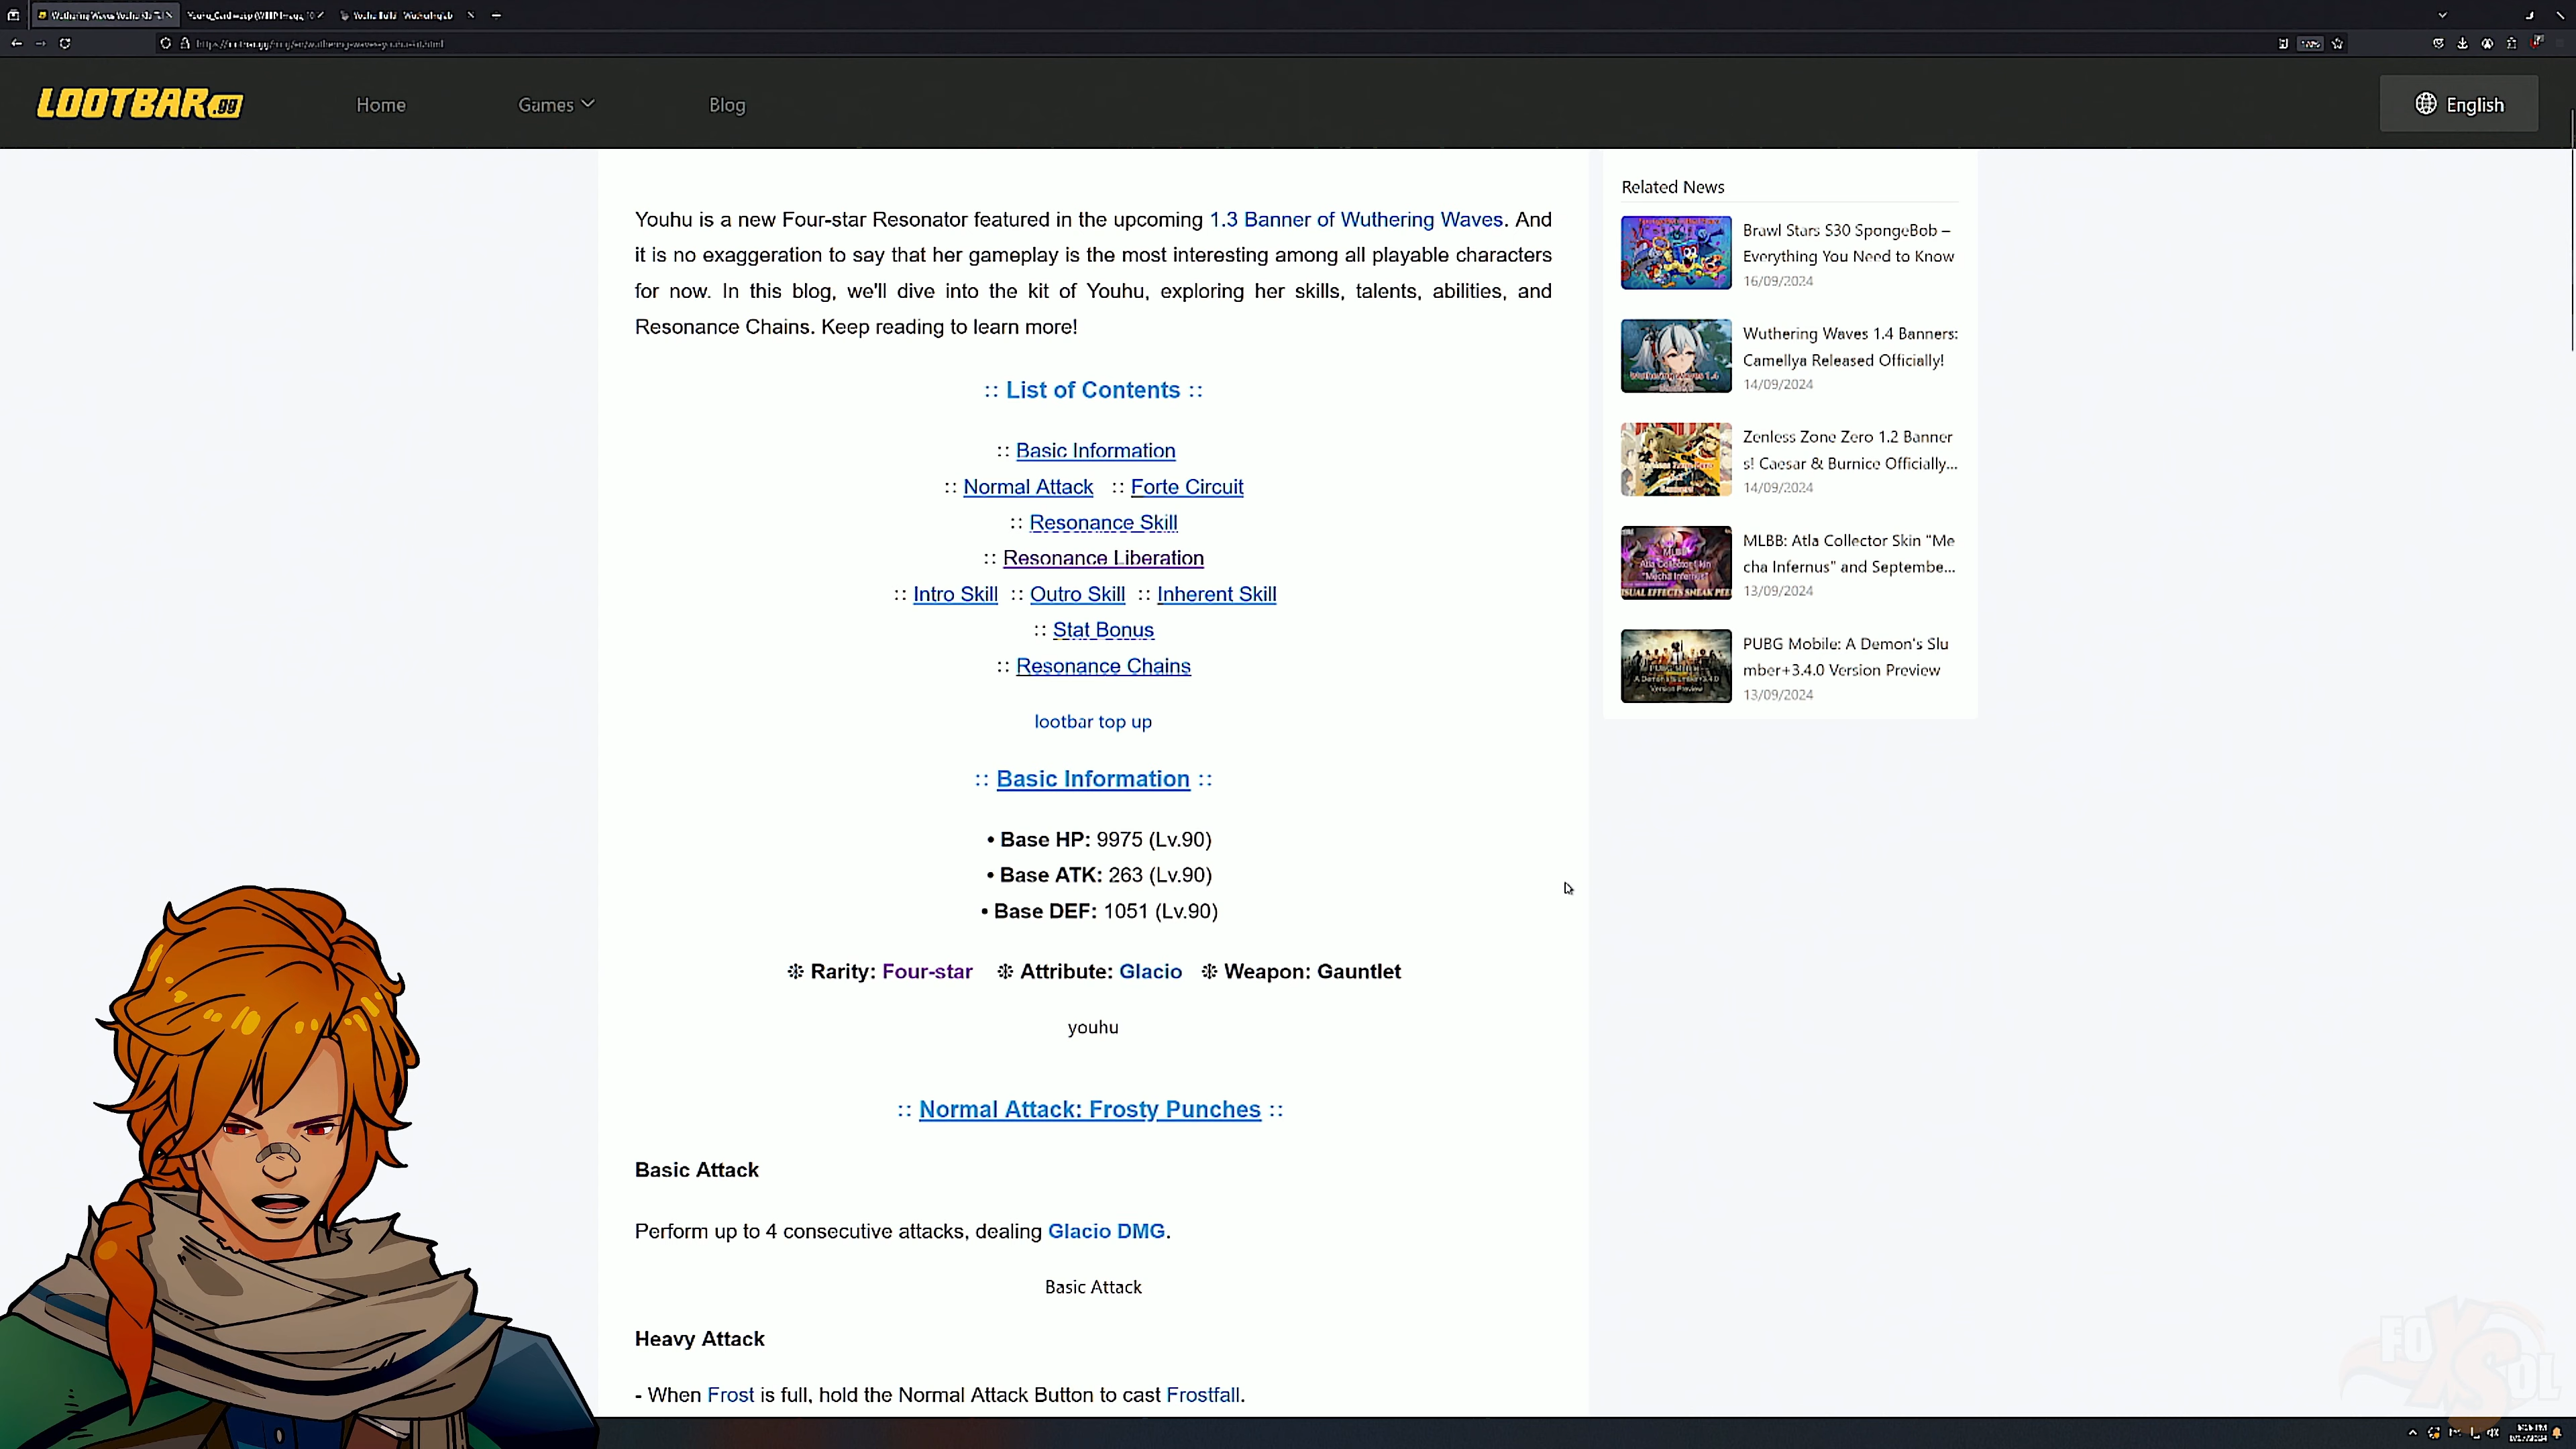 LOOTBAR.gg
Home
Games
Blog
English
Youhu is a new Four-star Resonator featured in the upcoming 1.3 Banner of Wuthering Waves. And
it is no exaggeration to say that her gameplay is the most interesting among all playable characters
for now. In this blog, we'll dive into the kit of Youhu, exploring her skills, talents, abilities, and
Resonance Chains. Keep reading to learn more!
:: List of Contents ::
:: Basic Information
:: Normal Attack :: Forte Circuit
:: Resonance Skill
:: Resonance Liberation
:: Intro Skill :: Outro Skill :: Inherent Skill
:: Stat Bonus
:: Resonance Chains
lootbar top up
:: Basic Information ::
• Base HP: 9975 (Lv.90)
• Base ATK: 263 (Lv.90)
• Base DEF: 1051 (Lv.90)
❊ Rarity: Four-star ❊ Attribute: Glacio ❊ Weapon: Gauntlet
youhu
:: Normal Attack: Frosty Punches ::
Basic Attack
Perform up to 4 consecutive attacks, dealing Glacio DMG.
Basic Attack
Heavy Attack
- When Frost is full, hold the Normal Attack Button to cast Frostfall.
Related News
Brawl Stars S30 SpongeBob –
Everything You Need to Know
16/09/2024
Wuthering Waves 1.4 Banners:
Camellya Released Officially!
14/09/2024
Zenless Zone Zero 1.2 Banner
s! Caesar & Burnice Officially...
14/09/2024
MLBB: Atla Collector Skin "Me
cha Infernus" and Septembe...
13/09/2024
PUBG Mobile: A Demon's Slu
mber+3.4.0 Version Preview
13/09/2024
FOXSOL